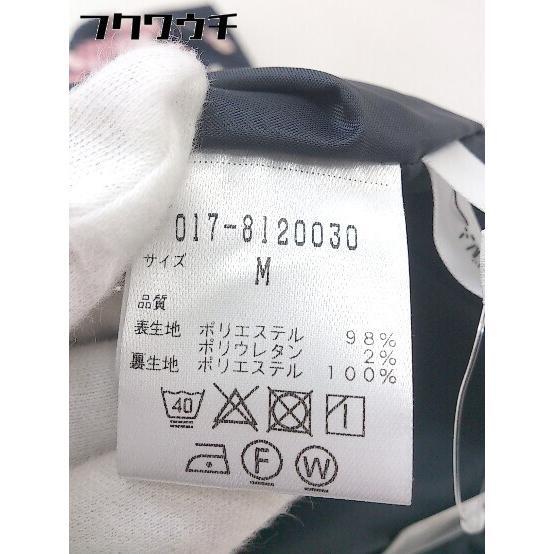 フクワウチ
017-8120030
サイズ
M
品質
表生地 ポリエステル 98%
ポリウレタン 2%
裏生地 ポリエステル 100%
40
F W